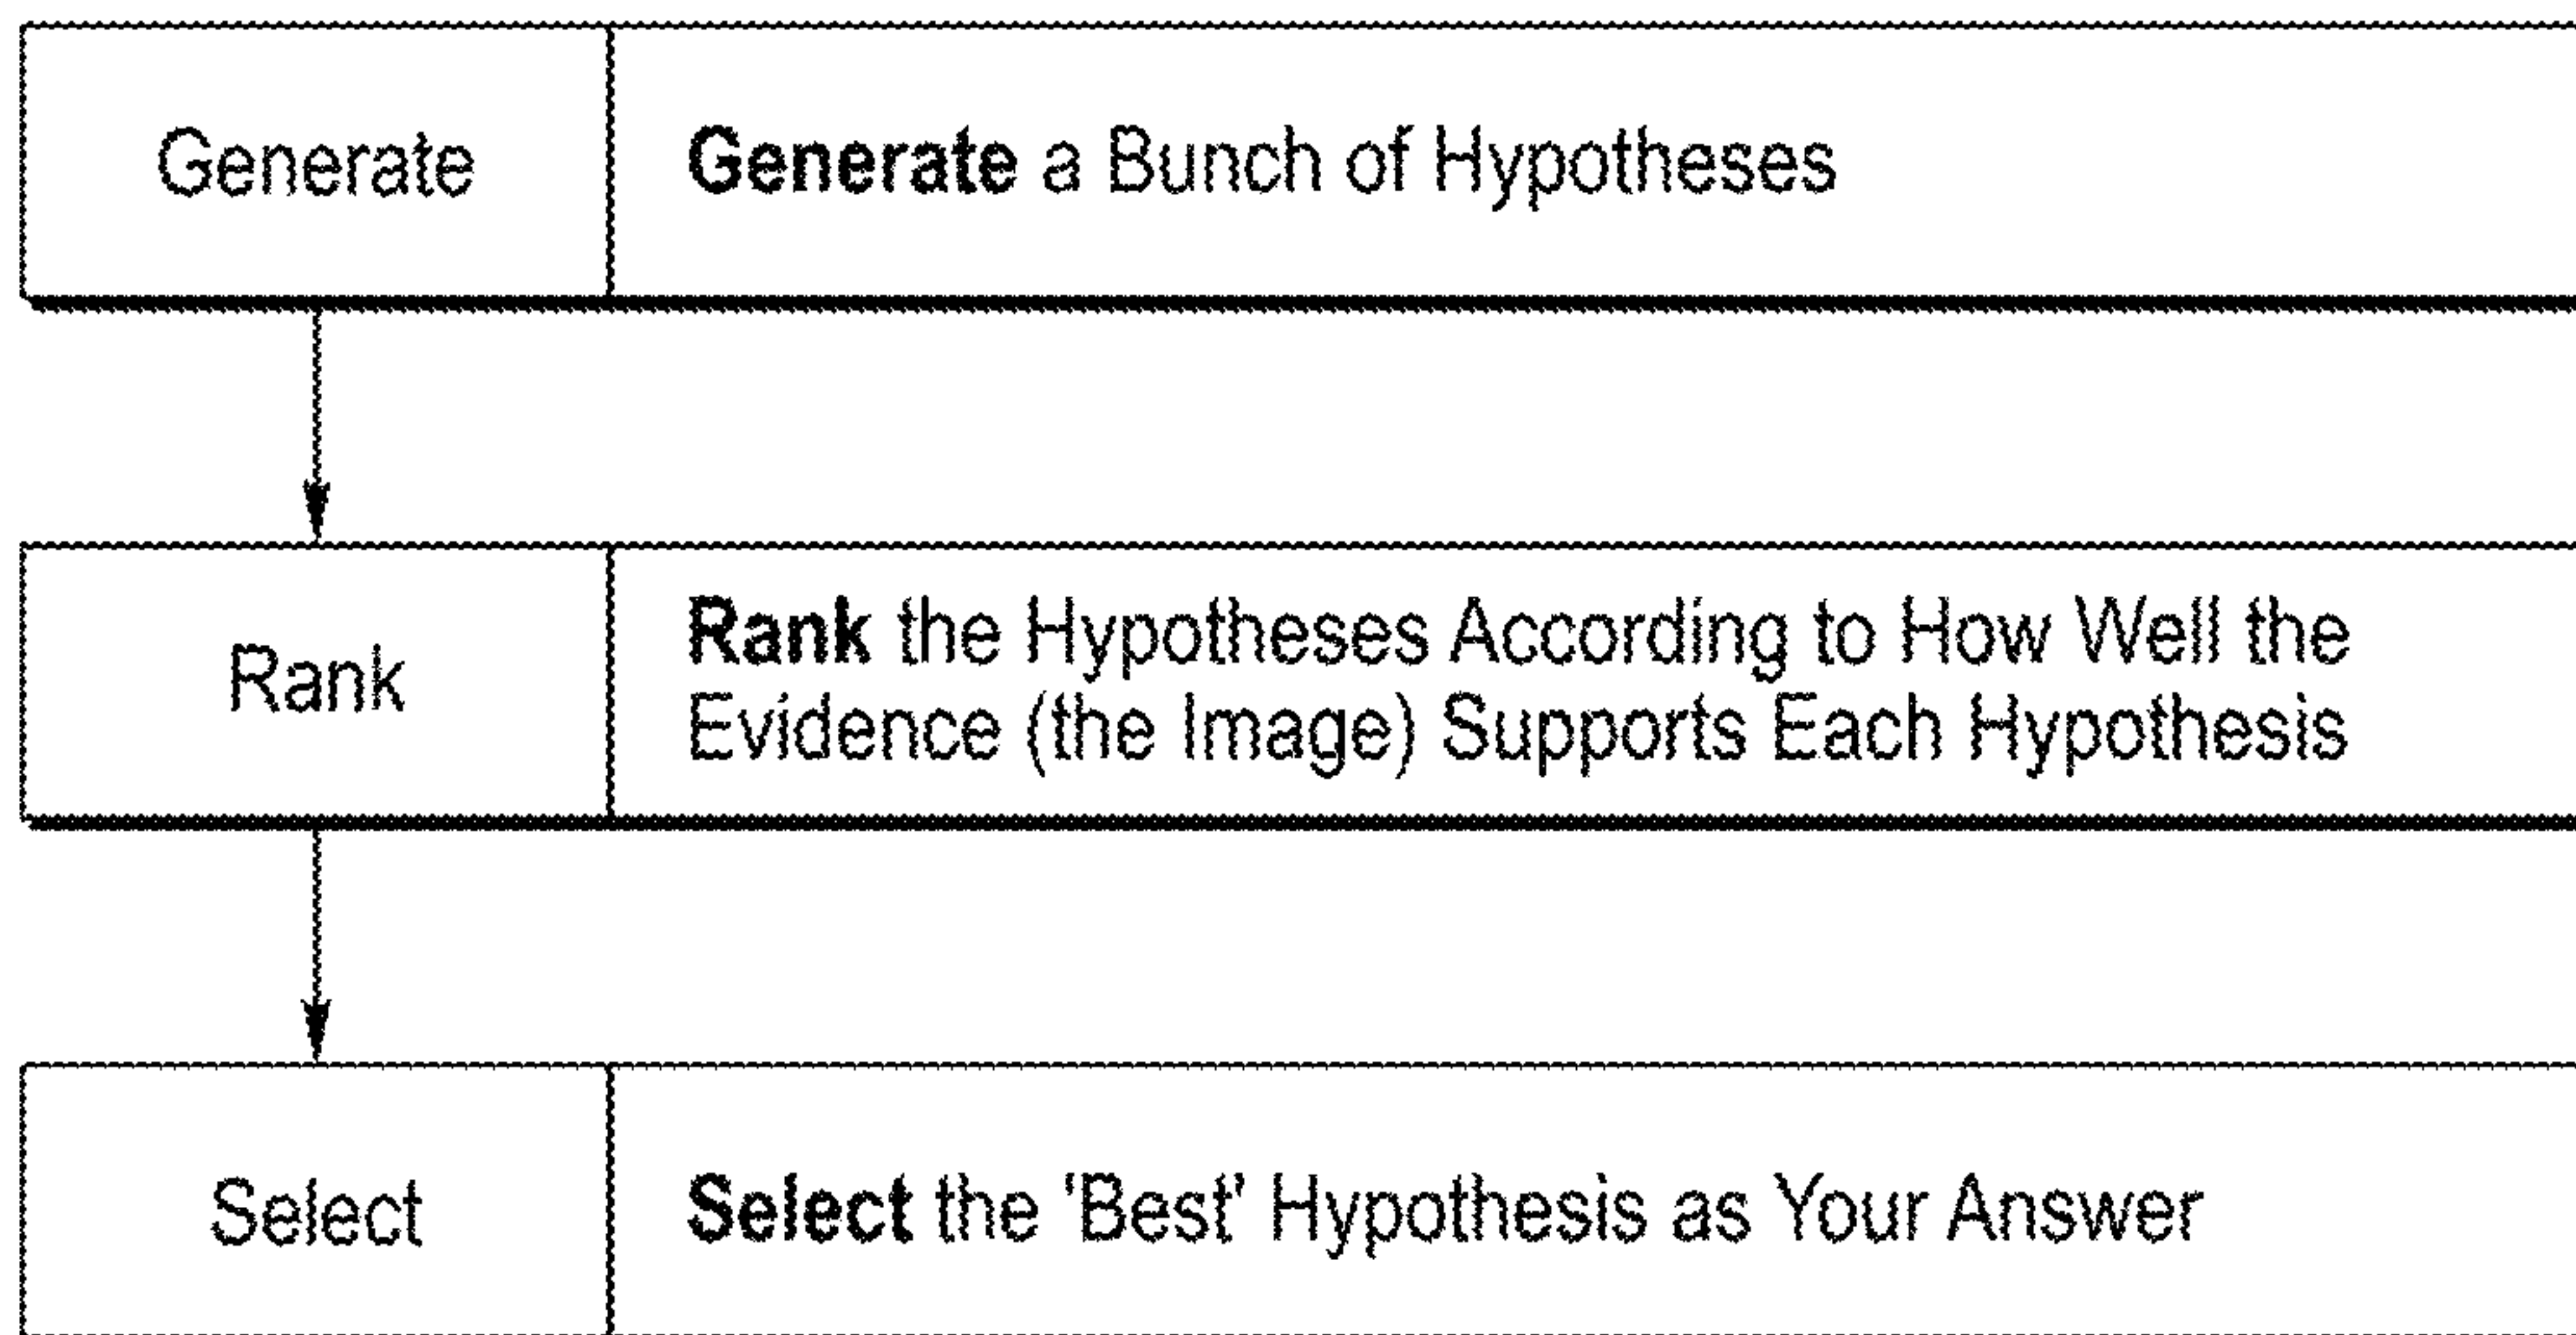 Generate
Generate a Bunch of Hypotheses
Rank
Rank the Hypotheses According to How Well the
Evidence (the Image) Supports Each Hypothesis
Select
Select the 'Best' Hypothesis as Your Answer